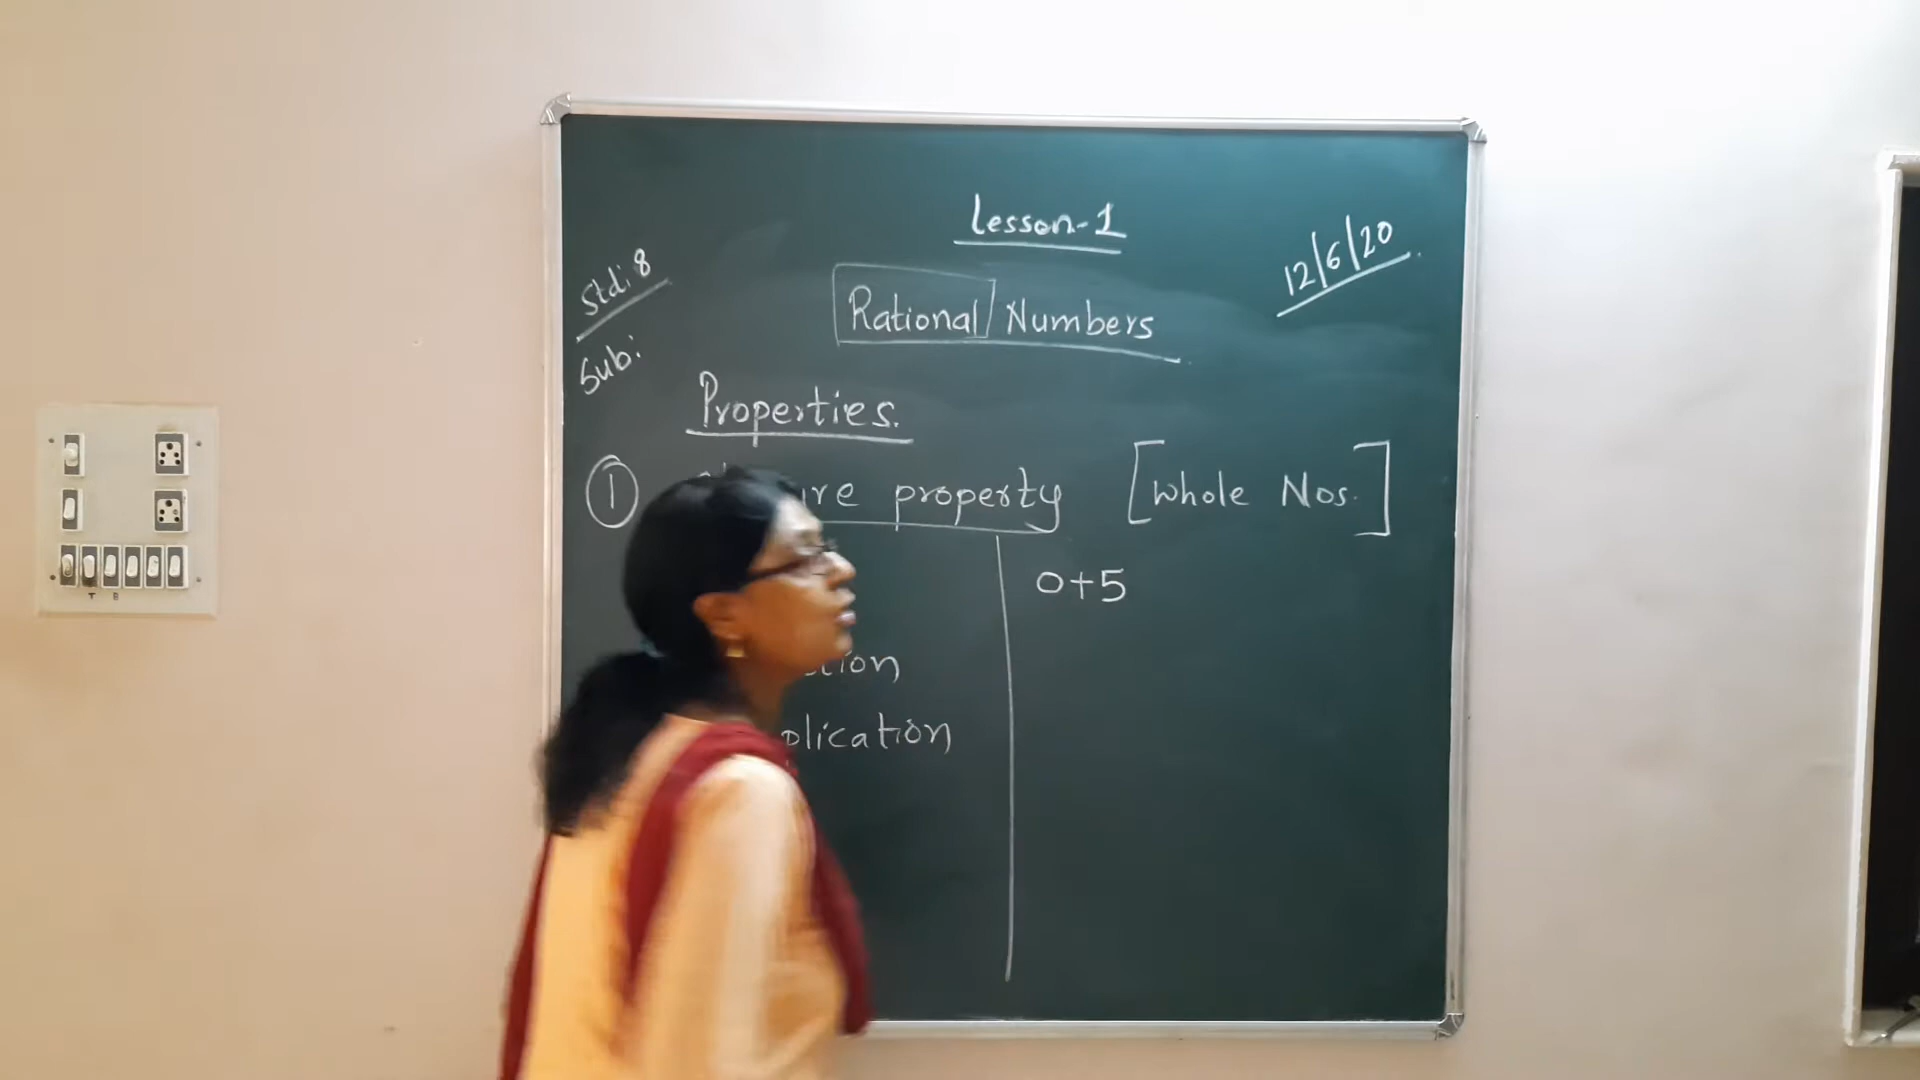 Lesson-1
Std: 8
12/6/20
Rational Numbers
Sub:
Properties.
1 property [Whole Nos.]
0+5